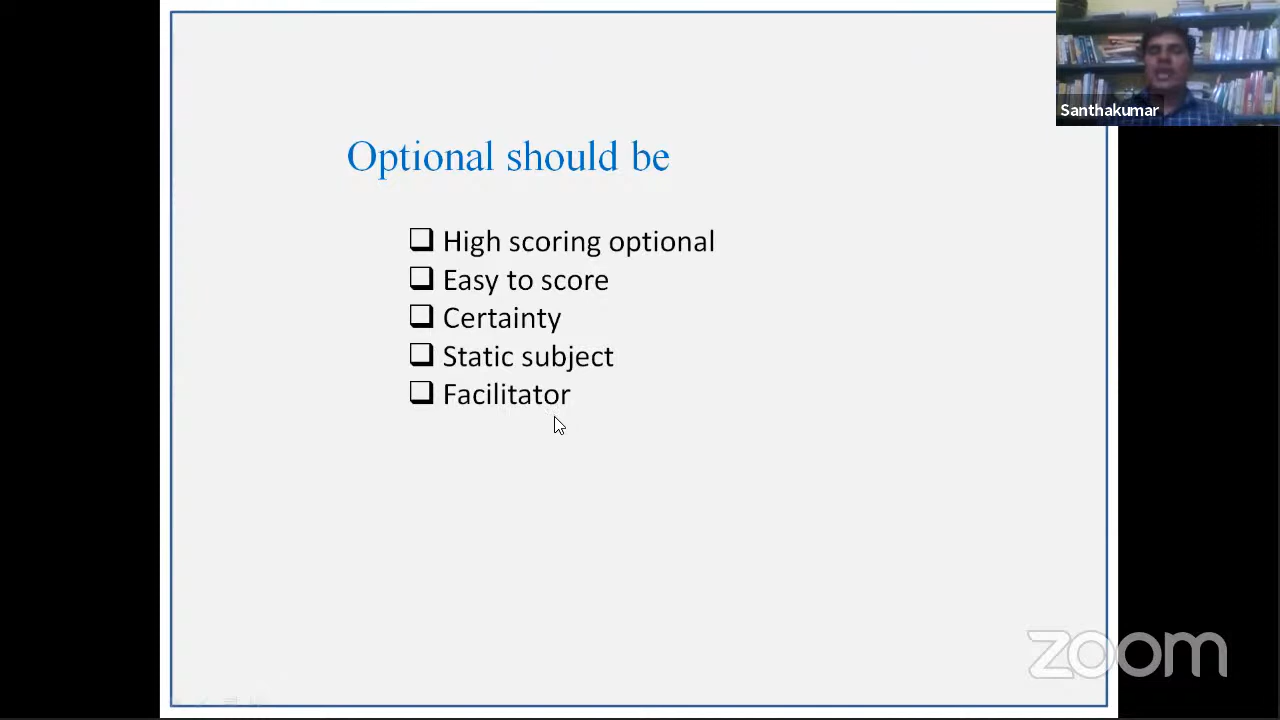 Santhakumar
Optional should be
High scoring optional
Easy to score
Certainty
Static subject
Facilitator
zoom